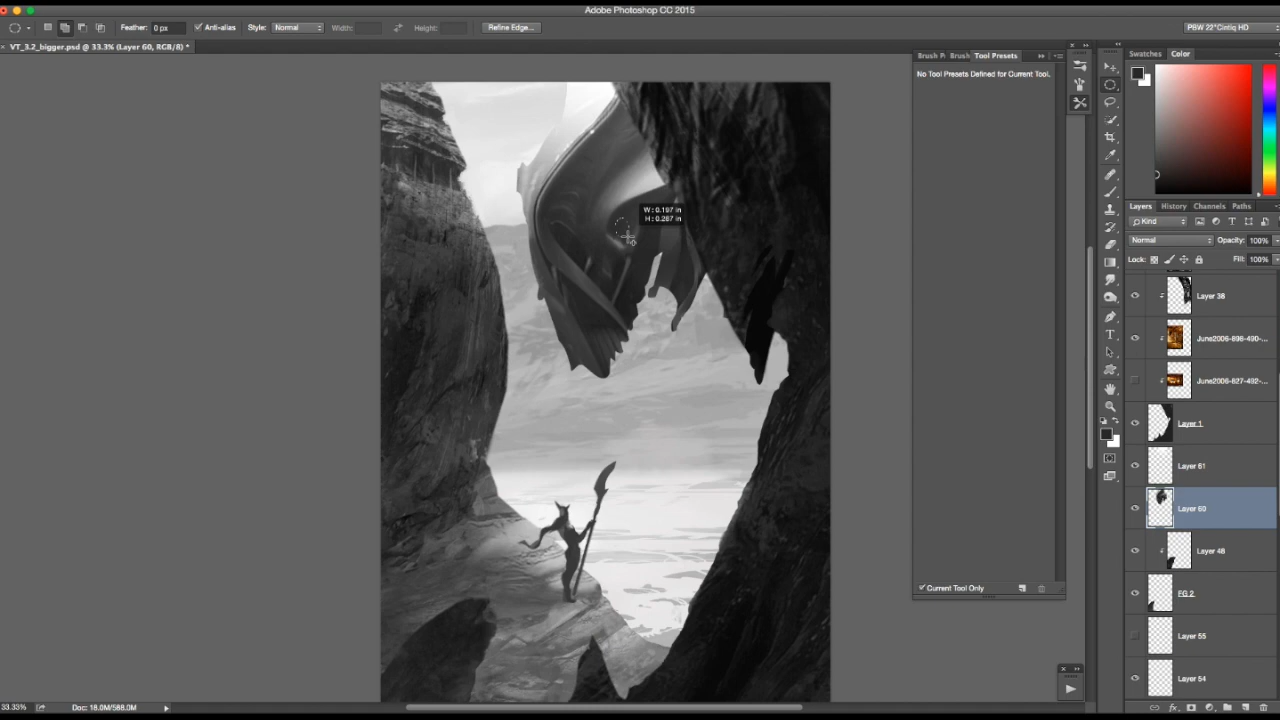 Adobe Photoshop CC 2015
Feather: 0 px
Anti-alias
Style: Normal
Width:
Height:
Refine Edge...
PBW 22"Cintiq HD
VT_3.2_bigger.psd @ 33.3% (Layer 60, RGB/8) *
Brush P
Brush
Tool Presets
No Tool Presets Defined for Current Tool.
Swatches
Color
W: 0.197 in
H: 0.287 in
Layers
History
Channels
Paths
Kind
Normal
Opacity: 100%
Lock:
Fill: 100%
Layer 38
June2006-898-490-...
June2006-627-492-...
Layer 1
Layer 61
Layer 60
Layer 48
FG 2
Layer 55
Layer 54
Current Tool Only
33.33%
Doc: 18.0M/588.0M